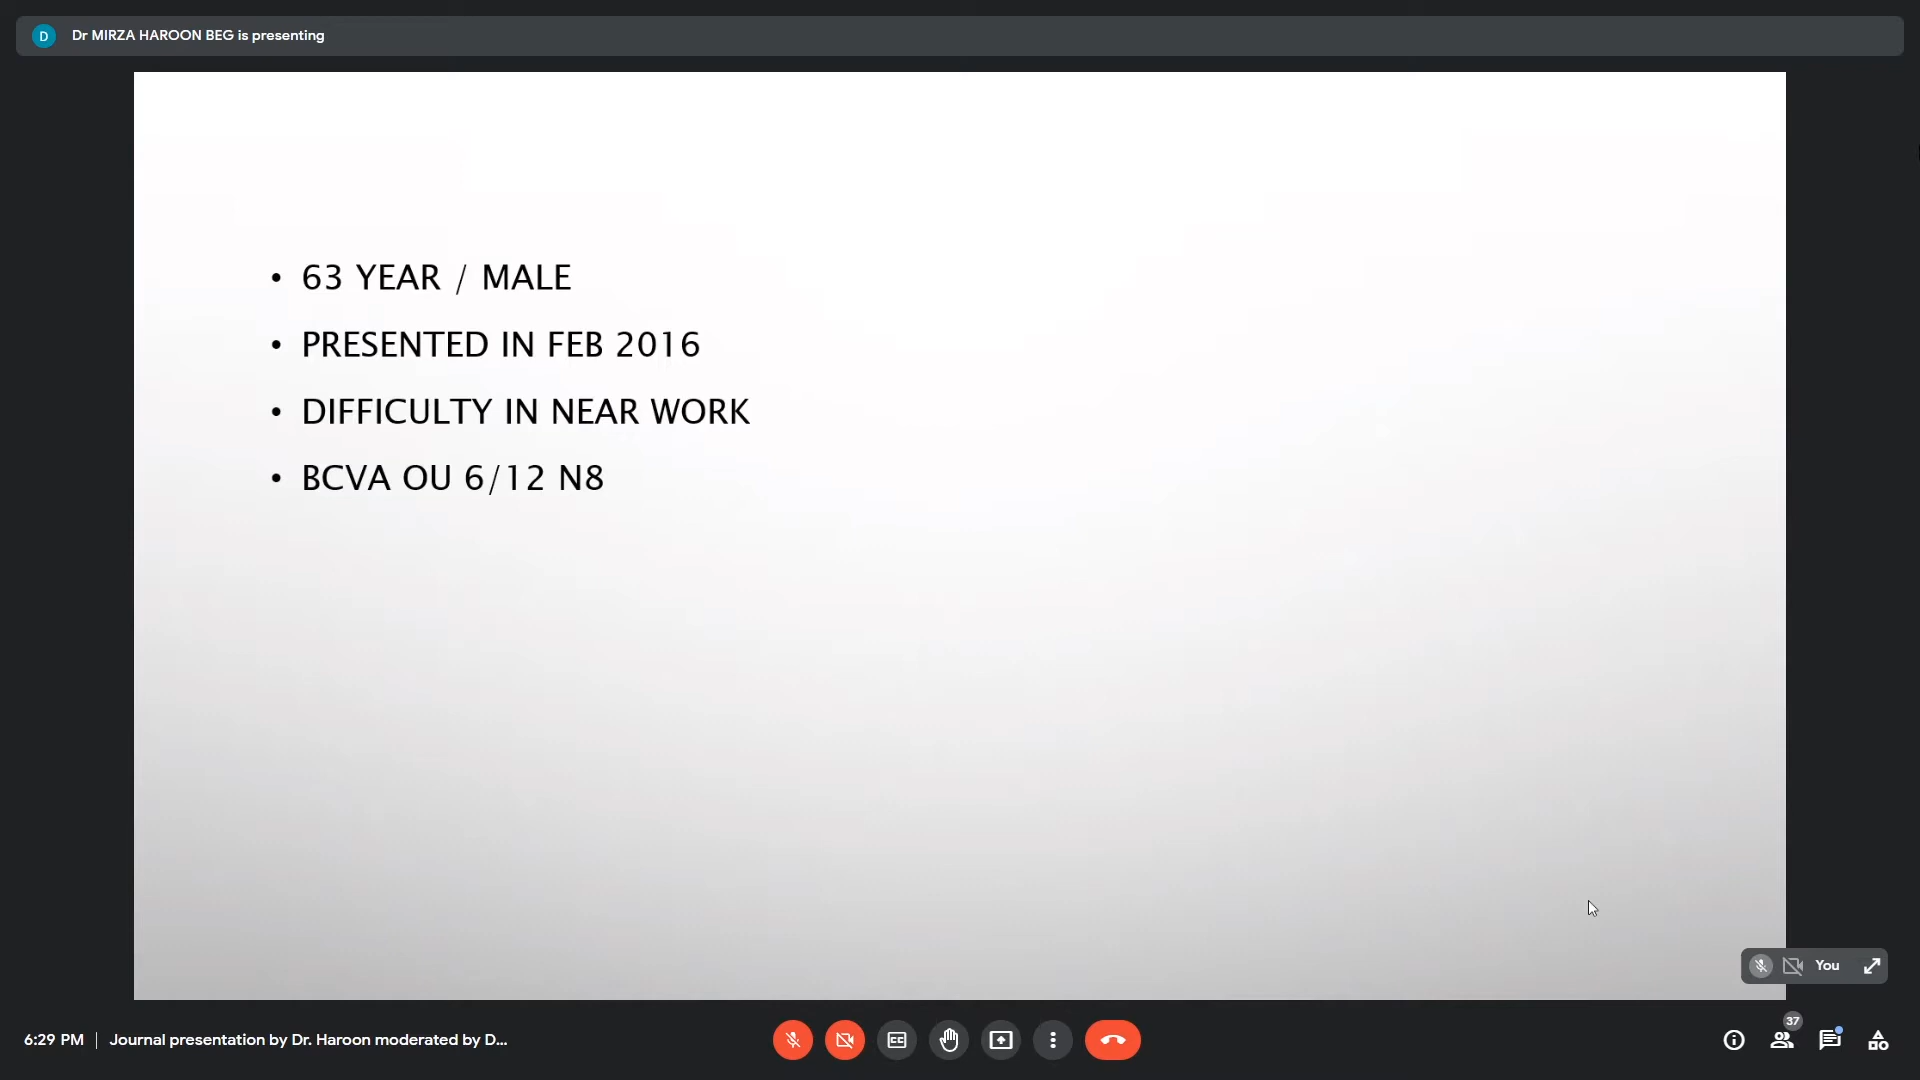 D Dr MIRZA HAROON BEG is presenting
• 63 YEAR / MALE
• PRESENTED IN FEB 2016
• DIFFICULTY IN NEAR WORK
• BCVA OU 6/12 N8
You
6:29 PM | Journal presentation by Dr. Haroon moderated by D...
CC
37